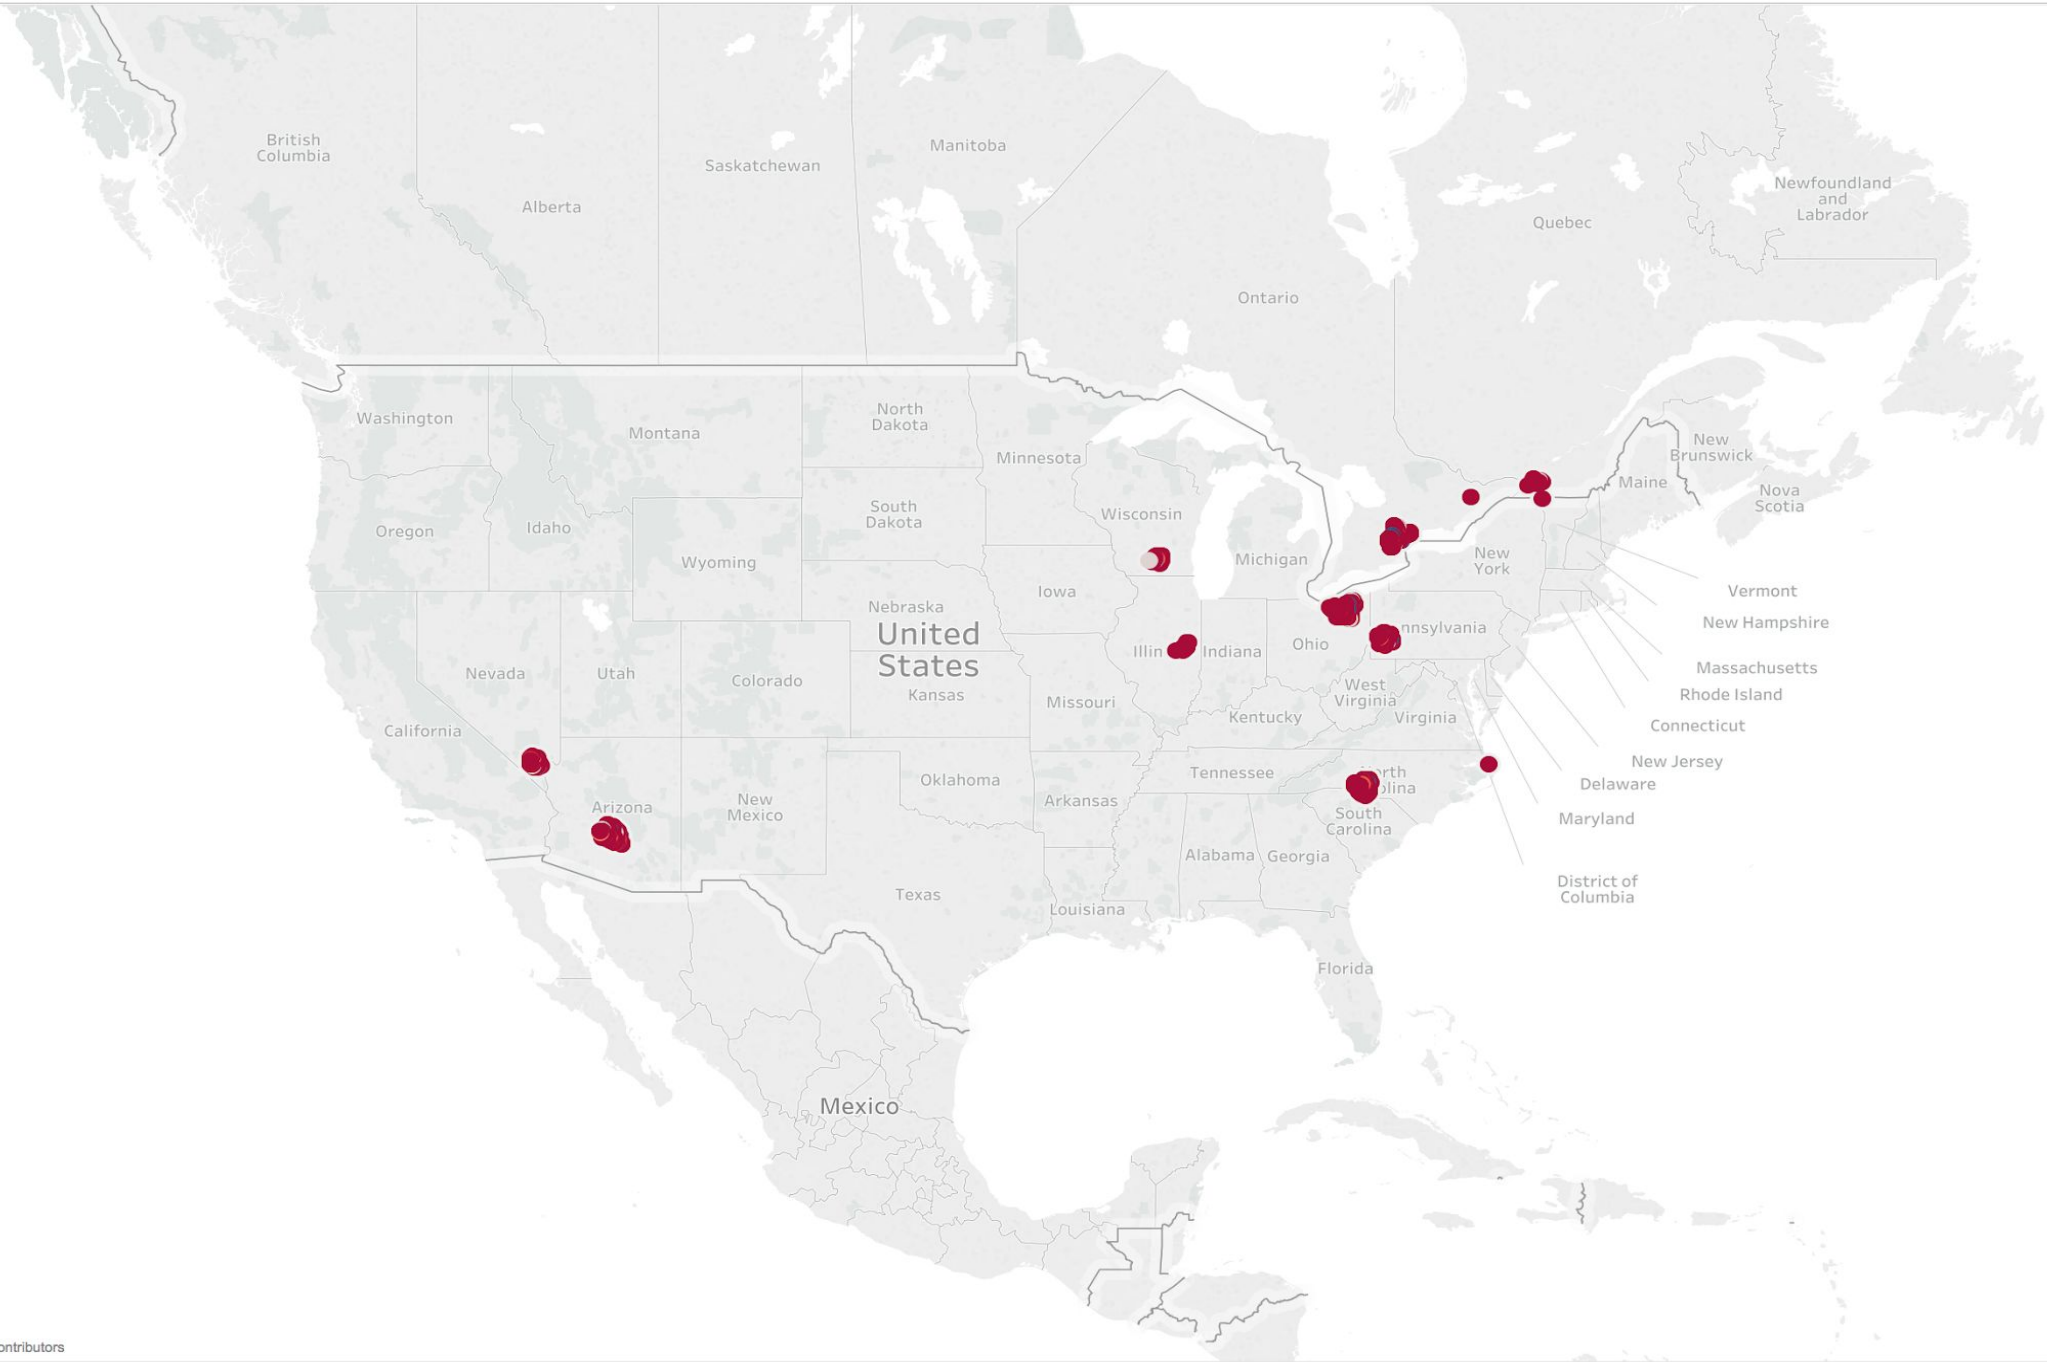 British
Columbia
Alberta
Saskatchewan
Manitoba
Ontario
Quebec
Newfoundland
and
Labrador
Washington
Montana
North
Dakota
Minnesota
New
Brunswick
Maine
Nova
Scotia
Oregon
Idaho
Wyoming
South
Dakota
Wisconsin
Michigan
New
York
Iowa
Nebraska
United
States
Kansas
Illin
Indiana
Ohio
nnsylvania
Vermont
New Hampshire
Massachusetts
Rhode Island
Connecticut
New Jersey
Delaware
Maryland
District of
Columbia
Nevada
Utah
Colorado
Missouri
Kentucky
West
Virginia
Virginia
California
Arizona
New
Mexico
Oklahoma
Arkansas
Tennessee
orth
olina
South
Carolina
Alabama
Georgia
Texas
Louisiana
Florida
Mexico
ontributors